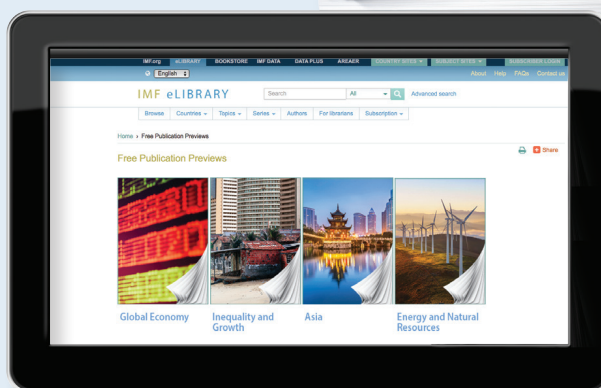 IMF.org eLIBRARY BOOKSTORE IMF DATA DATA PLUS AREAER COUNTRY SITES SUBJECT SITES SUBSCRIBER LOGIN
English About Help FAQs Contact us
IMF eLIBRARY Search All Advanced search
Browse Countries Topics Series Authors For librarians Subscription
Home › Free Publication Previews
Share
Free Publication Previews
Global Economy Inequality and Asia Energy and Natural
Growth Resources